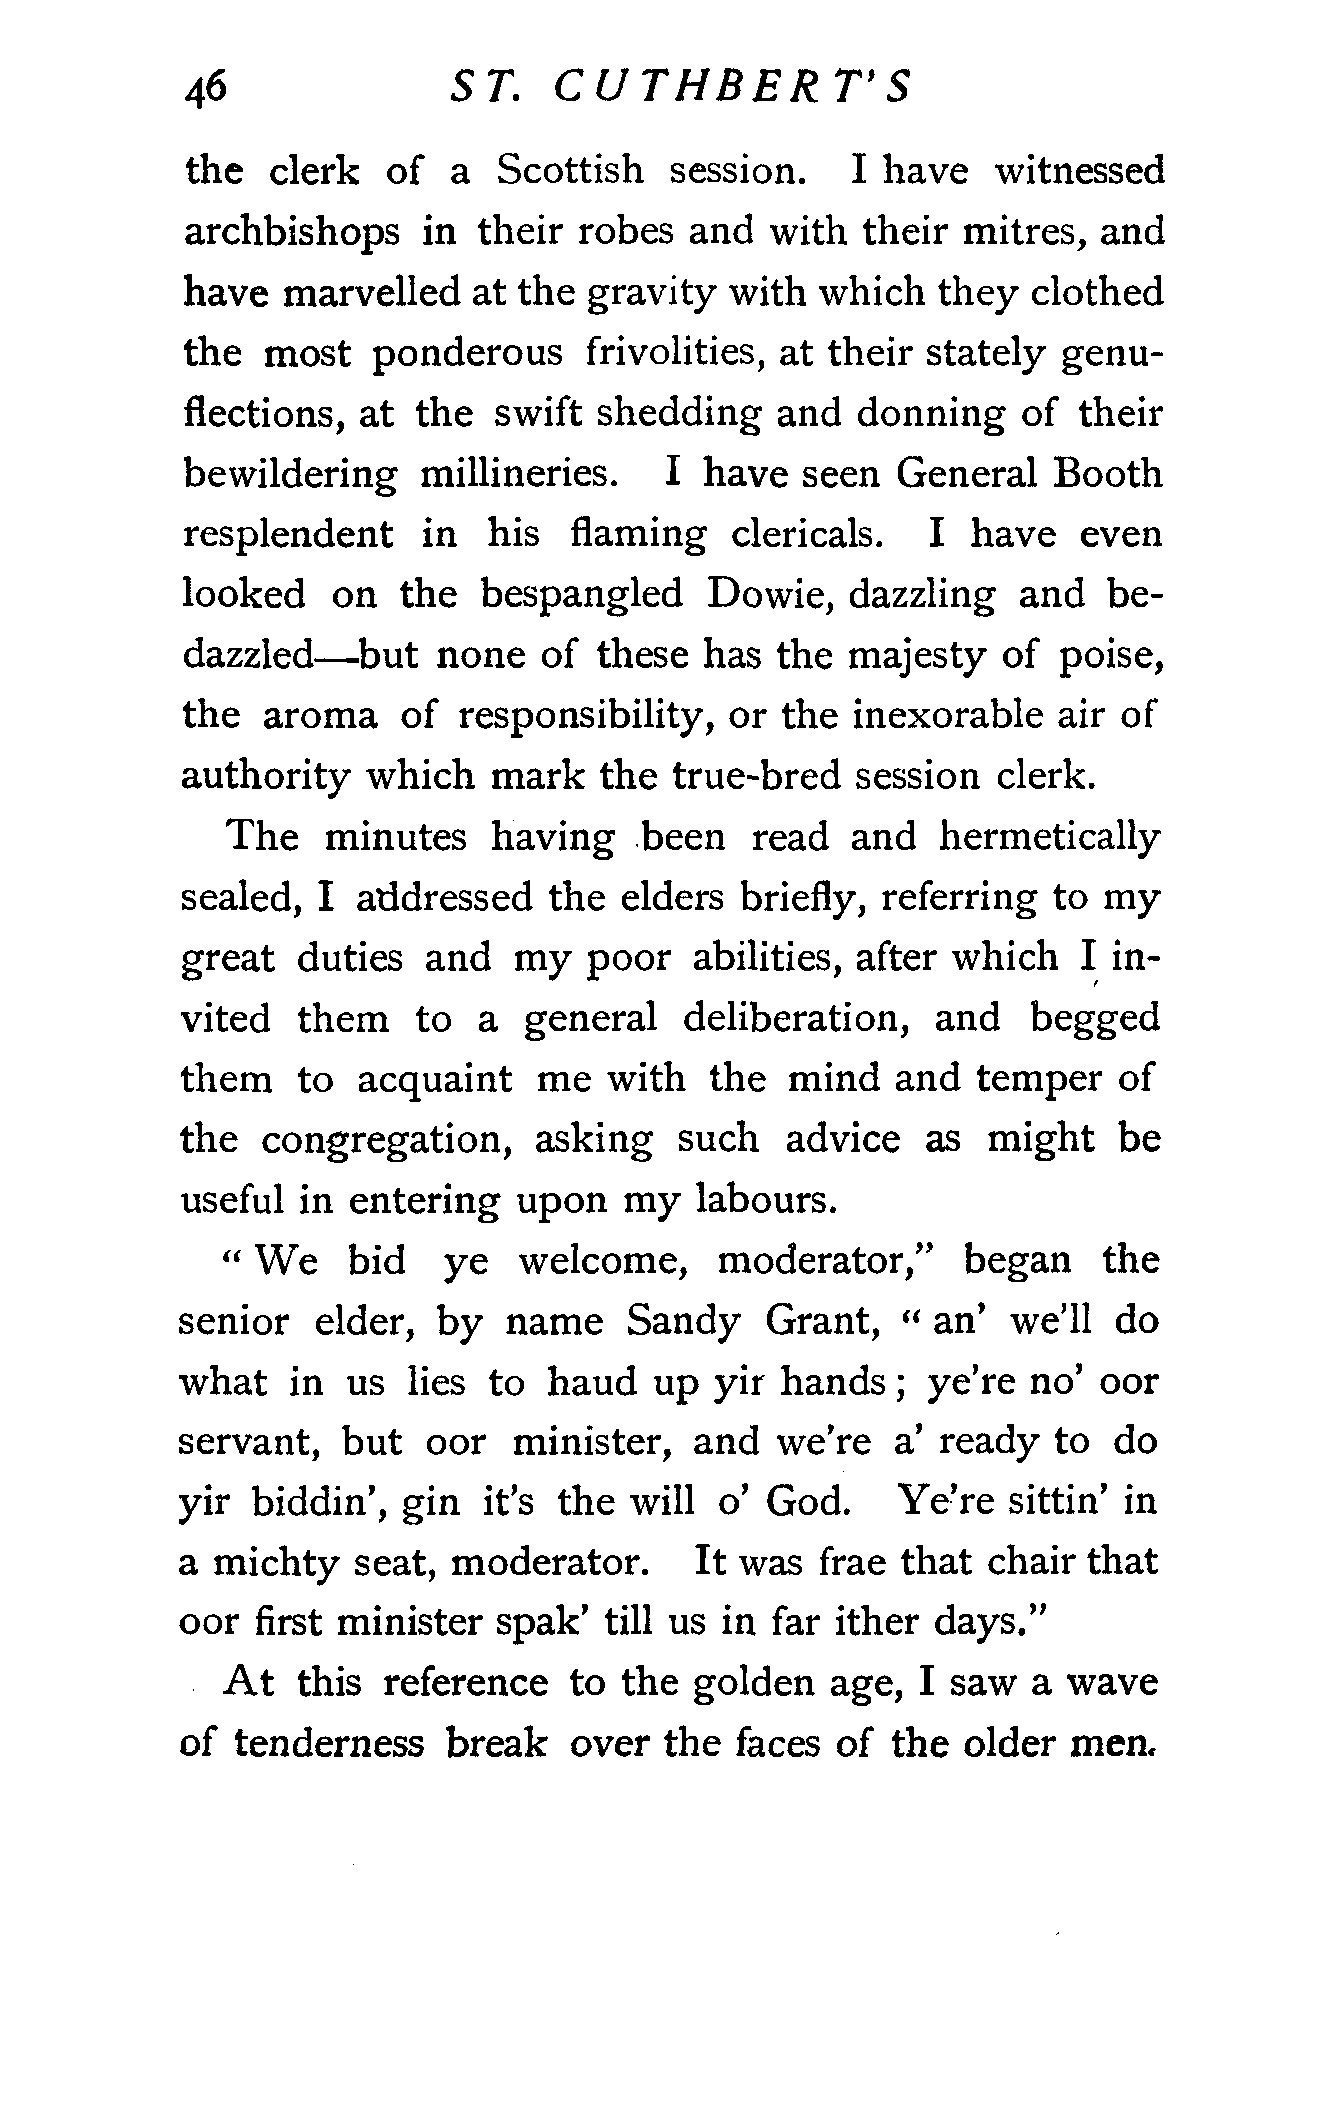 46 ST. CUTHBERT'S
the clerk of a Scottish session. I have witnessed
archbishops in their robes and with their mitres, and
have marvelled at the gravity with which they clothed
the most ponderous frivolities, at their stately genu-
flections, at the swift shedding and donning of their
bewildering millineries. I have seen General Booth
resplendent in his flaming clericals. I have even
looked on the bespangled Dowie, dazzling and be-
dazzled—but none of these has the majesty of poise,
the aroma of responsibility, or the inexorable air of
authority which mark the true-bred session clerk.
The minutes having been read and hermetically
sealed, I addressed the elders briefly, referring to my
great duties and my poor abilities, after which I in-
vited them to a general deliberation, and begged
them to acquaint me with the mind and temper of
the congregation, asking such advice as might be
useful in entering upon my labours.
“ We bid ye welcome, moderator,” began the
senior elder, by name Sandy Grant, “ an’ we’ll do
what in us lies to haud up yir hands ; ye’re no’ oor
servant, but oor minister, and we’re a’ ready to do
yir biddin’, gin it’s the will o’ God. Ye’re sittin’ in
a michty seat, moderator. It was frae that chair that
oor first minister spak’ till us in far ither days.”
At this reference to the golden age, I saw a wave
of tenderness break over the faces of the older men.